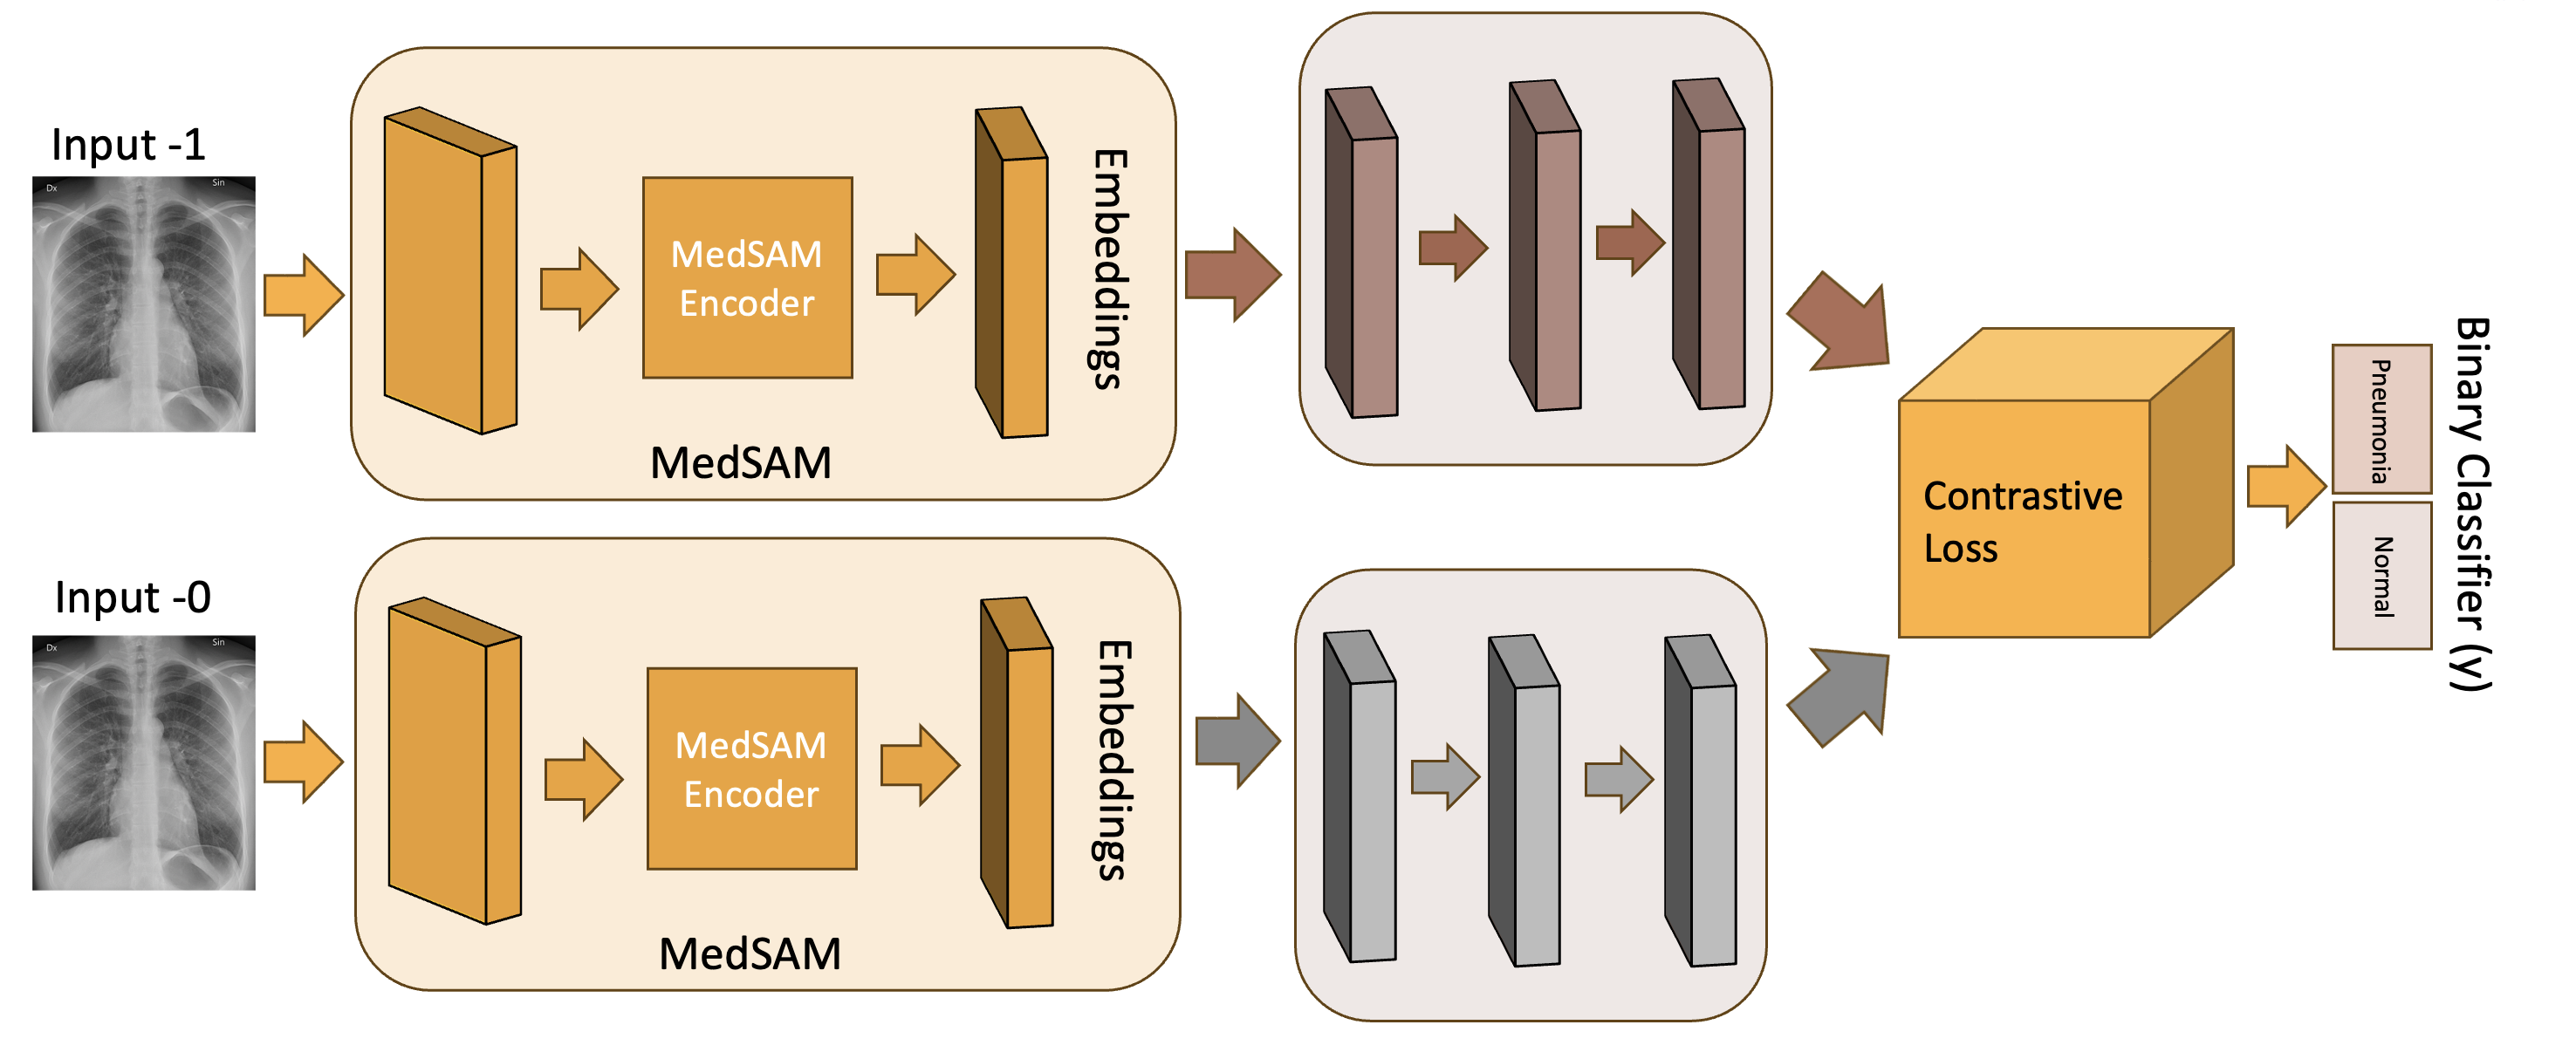 Input -1
Dx
Sin
MedSAM
Encoder
Embeddings
MedSAM
Input -0
Dx
Sin
MedSAM
Encoder
Embeddings
MedSAM
Contrastive
Loss
Pneumonia
Normal
Binary Classifier (y)